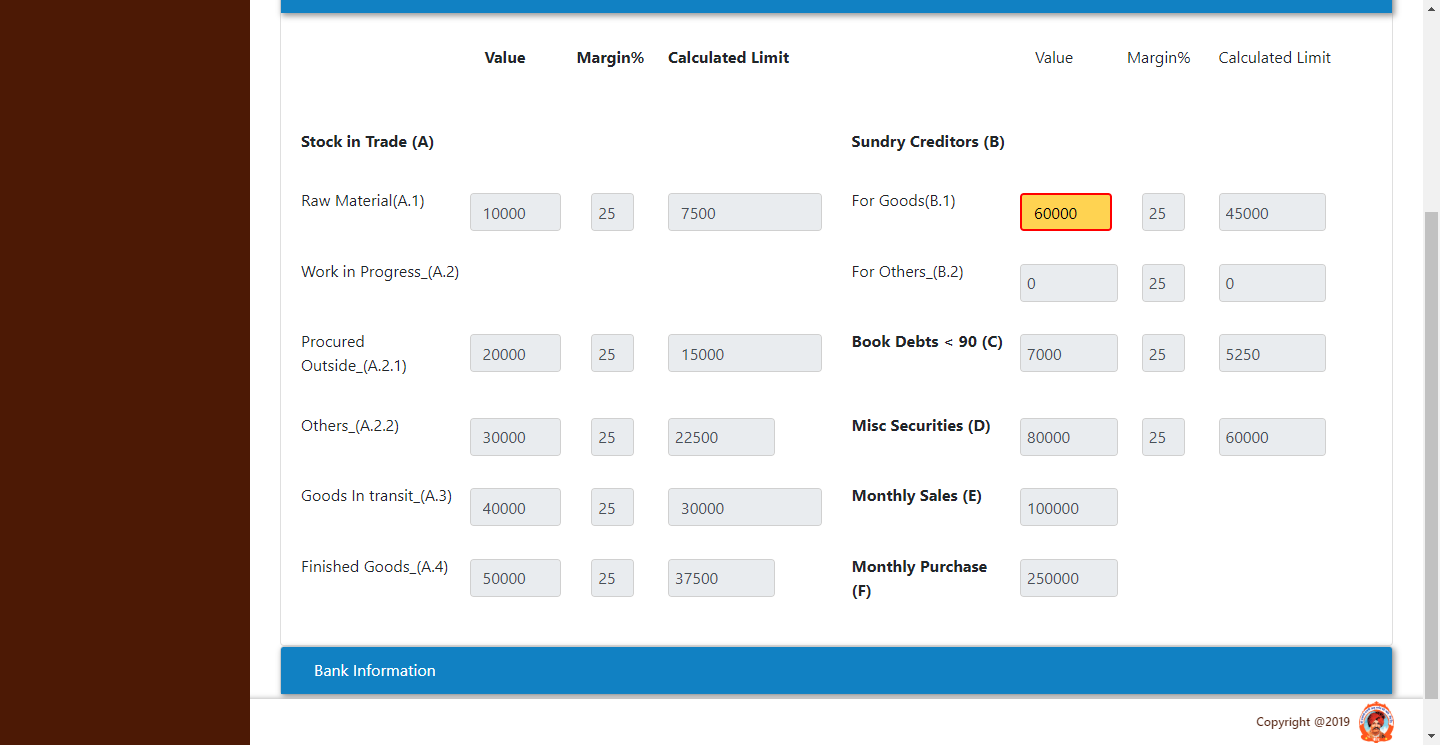 Value Margin% Calculated Limit Value Margin% Calculated Limit
Stock in Trade (A) Sundry Creditors (B)
Raw Material(A.1) 10000 25 7500 For Goods(B.1) 60000 25 45000
Work in Progress_(A.2) For Others_(B.2) 0 25 0
Procured
Outside_(A.2.1) 20000 25 15000 Book Debts < 90 (C) 7000 25 5250
Others_(A.2.2) 30000 25 22500 Misc Securities (D) 80000 25 60000
Goods In transit_(A.3) 40000 25 30000 Monthly Sales (E) 100000
Finished Goods_(A.4) 50000 25 37500 Monthly Purchase
(F) 250000
Bank Information
Copyright @2019